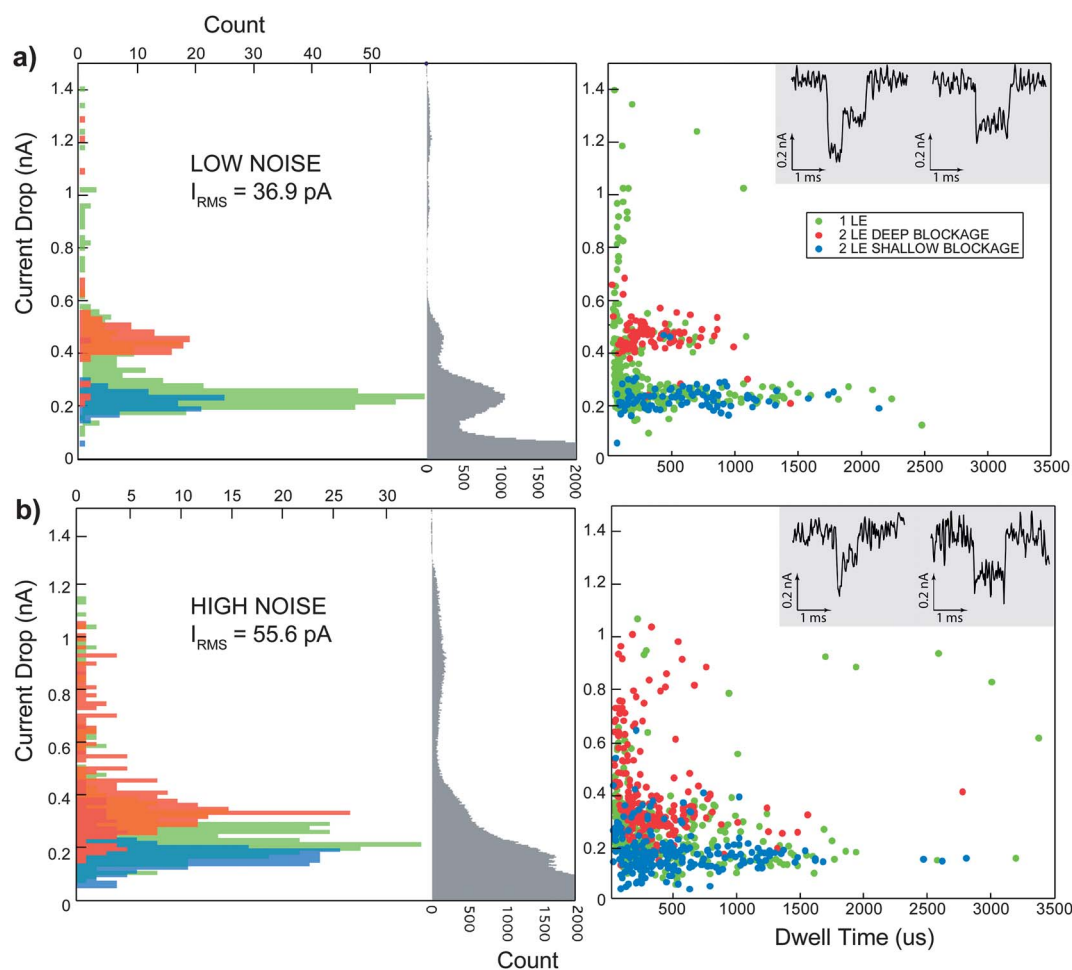 Count
0 10 20 30 40 50
a)
1.4
1.2
1
0.8
0.6
0.4
0.2
0
Current Drop (nA)
LOW NOISE
IRMS = 36.9 pA
0 500 1000 1500 2000
1.4
1.2
1
0.8
0.6
0.4
0.2
0
500 1000 1500 2000 2500 3000 3500
0.2 nA
1 ms
0.2 nA
1 ms
1 LE
2 LE DEEP BLOCKAGE
2 LE SHALLOW BLOCKAGE
b)
0 5 10 15 20 25 30
1.4
1.2
1
0.8
0.6
0.4
0.2
0
Current Drop (nA)
HIGH NOISE
IRMS = 55.6 pA
0 500 1000 1500 2000
Count
1.4
1.2
1
0.8
0.6
0.4
0.2
0
500 1000 1500 2000 2500 3000 3500
Dwell Time (us)
0.2 nA
1 ms
0.2 nA
1 ms